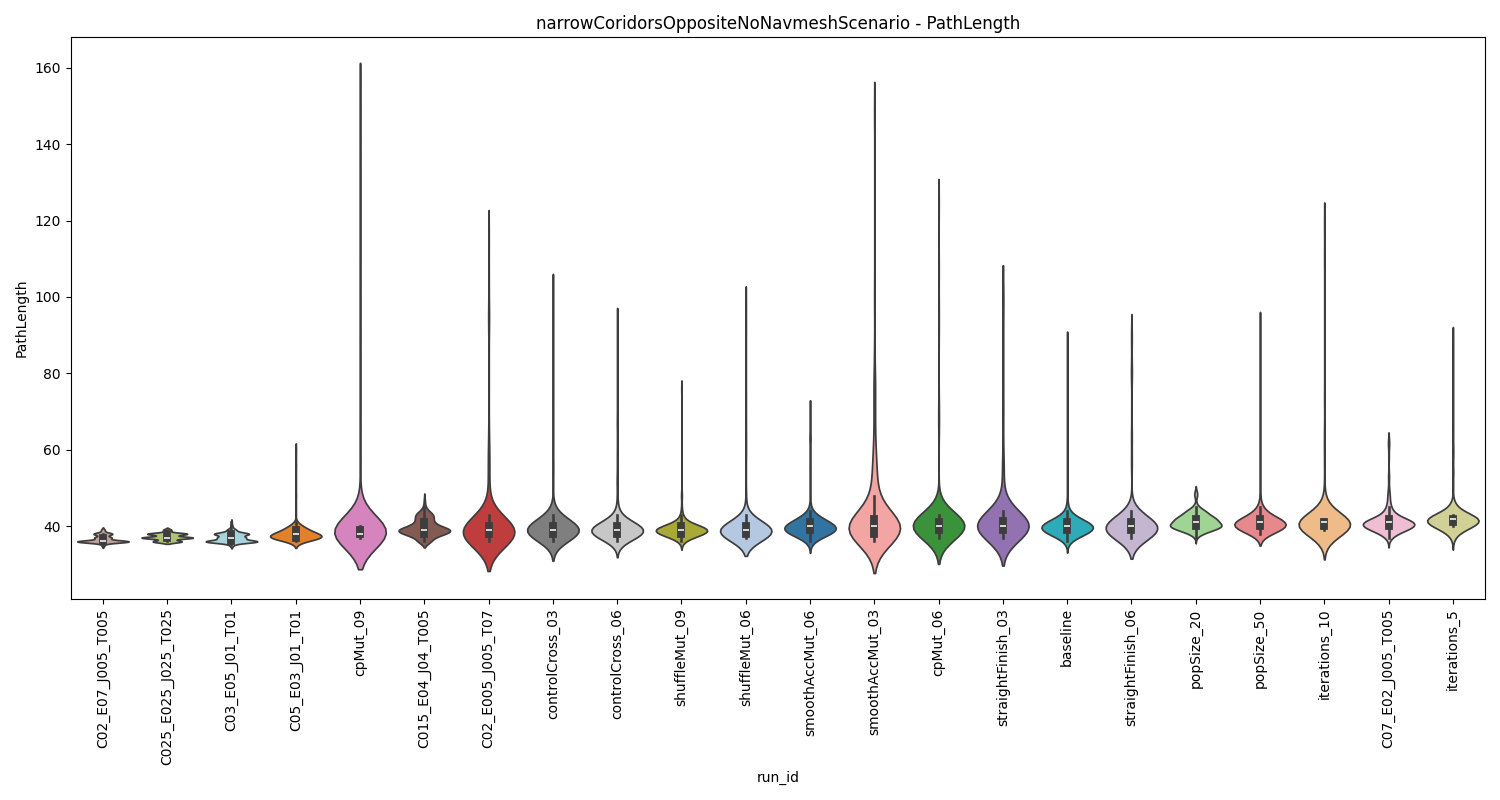 narrowCoridorsOppositeNoNavmeshScenario - PathLength
PathLength
160
140
120
100
80
60
40
C02_E07_J005_T005
C025_E025_J025_T025
C03_E05_J01_T01
C05_E03_J01_T01
cpMut_09
C015_E04_J04_T005
C02_E005_J005_T07
controlCross_03
controlCross_06
shuffleMut_09
shuffleMut_06
smoothAccMut_06
smoothAccMut_03
cpMut_06
straightFinish_03
baseline
straightFinish_06
popSize_20
popSize_50
iterations_10
C07_E02_J005_T005
iterations_5
run_id